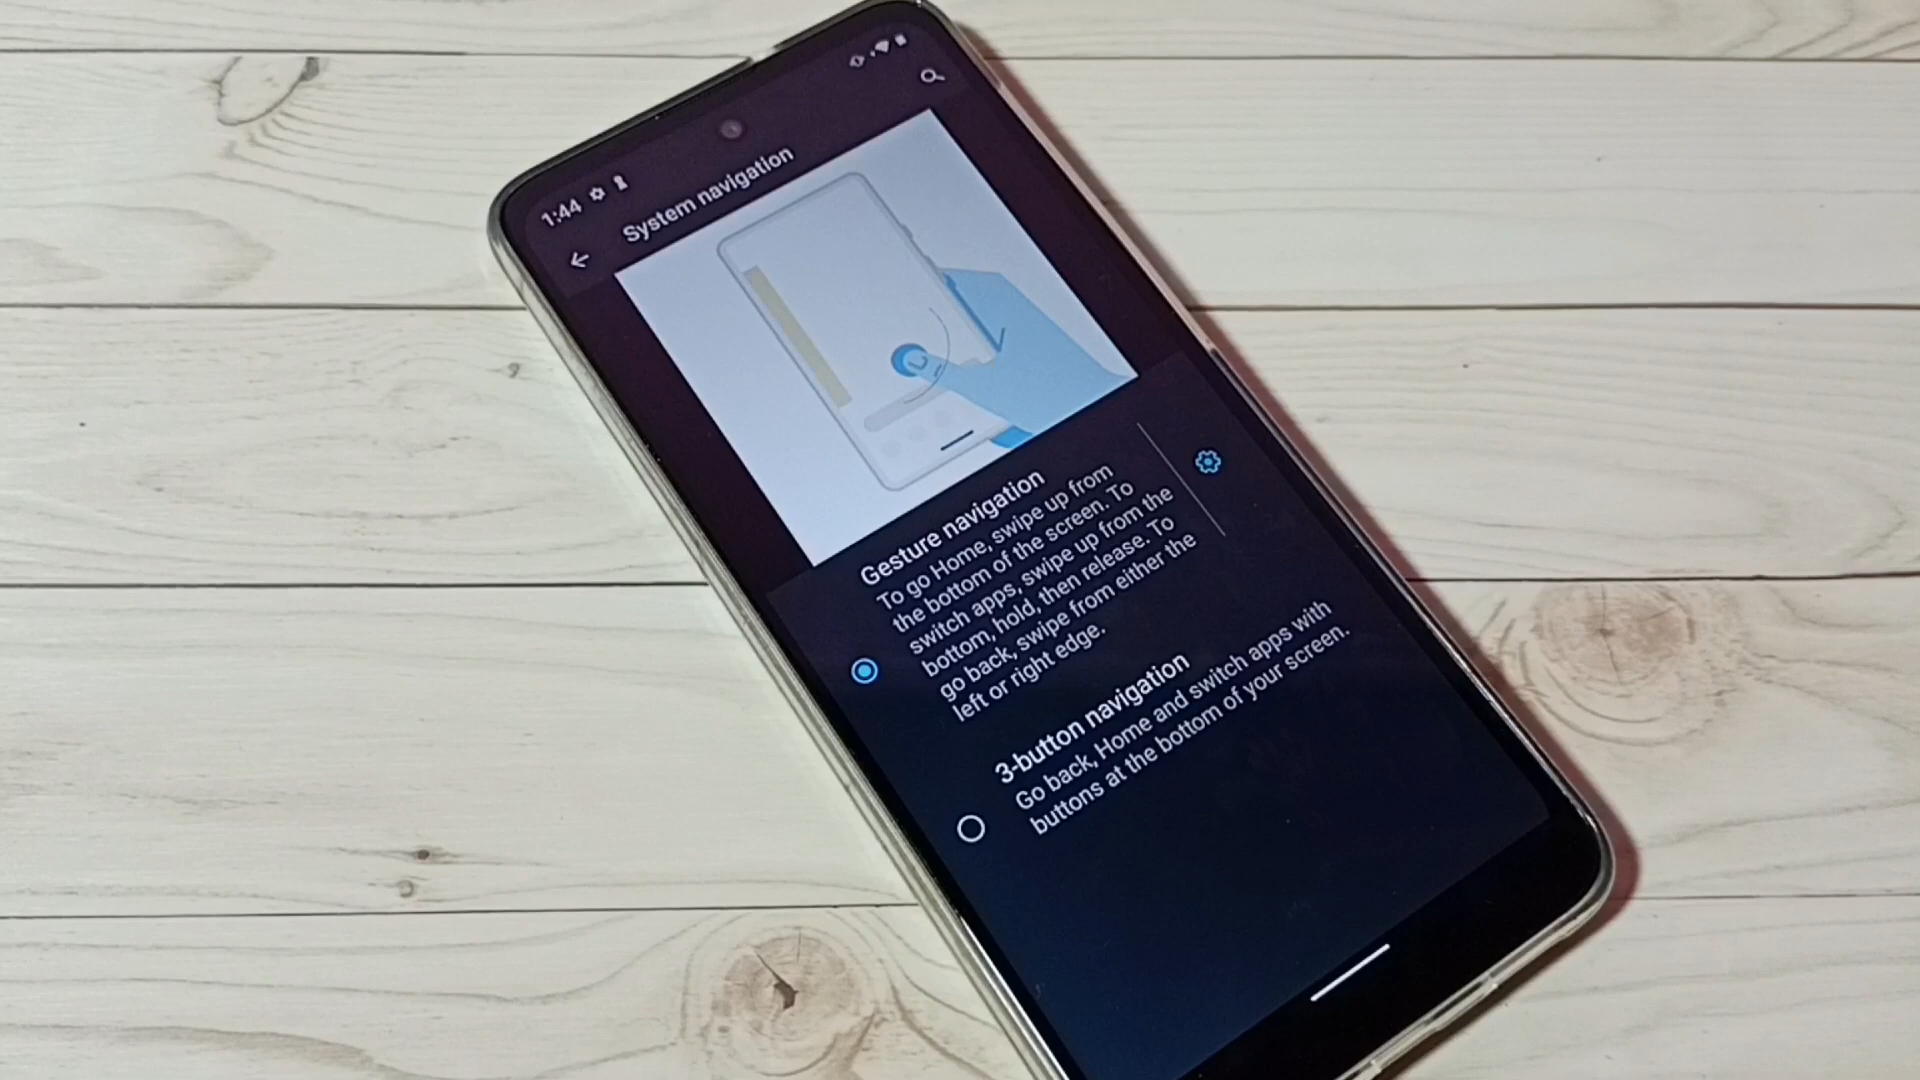 1:44
System navigation
Gesture navigation
To go Home, swipe up from
the bottom of the screen. To
switch apps, swipe up from the
bottom, hold, then release. To
go back, swipe from either the
left or right edge.
3-button navigation
Go back, Home and switch apps with
buttons at the bottom of your screen.